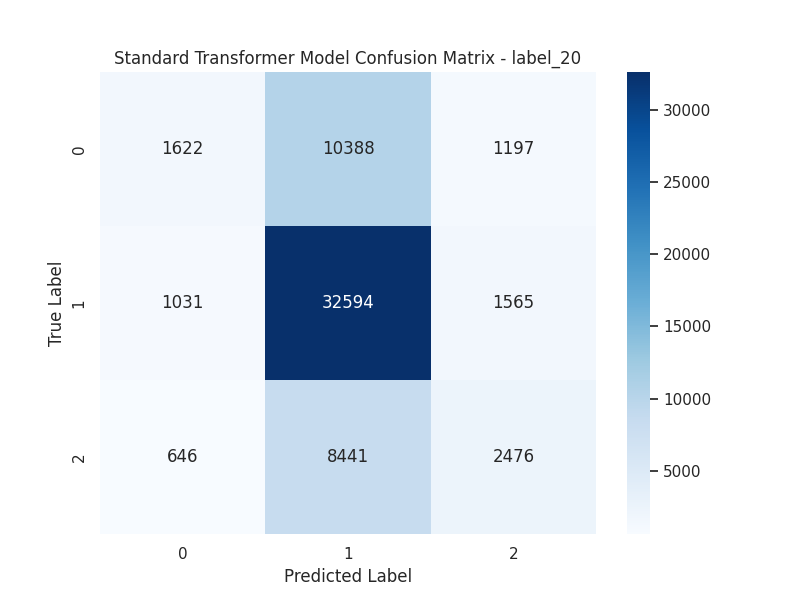 Standard Transformer Model Confusion Matrix - label_20
0 1622 10388 1197
1 1031 32594 1565
2 646 8441 2476
0 1 2
Predicted Label
True Label
30000
25000
20000
15000
10000
5000